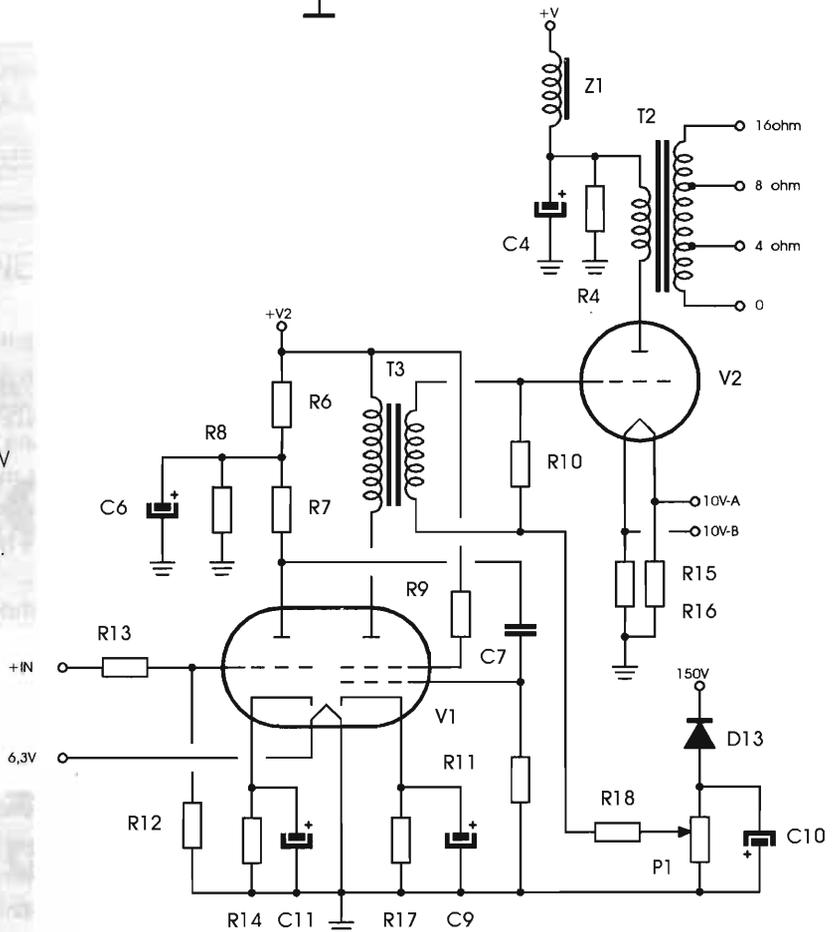 +V
Z1
T2
16ohm
8 ohm
4 ohm
0
C4
R4
+V2
T3
V2
R6
R8
R10
C6
R7
10V-A
10V-B
R9
R15
R16
R13
C7
+IN
150V
V1
D13
6,3V
R11
R12
R18
P1
C10
R14
C11
R17
C9